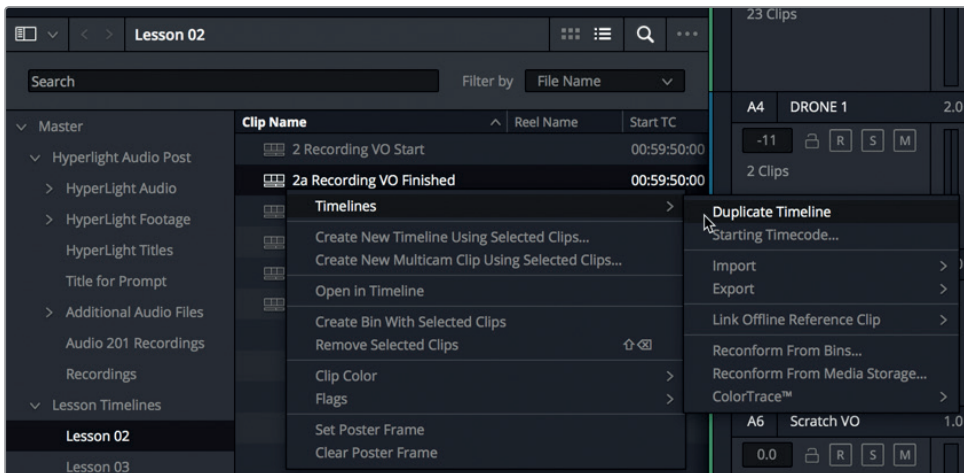 23 Clips
Lesson 02
Search
Filter by
File Name
Clip Name
Reel Name
Start TC
Master
Hyperlight Audio Post
HyperLight Audio
HyperLight Footage
HyperLight Titles
Title for Prompt
Additional Audio Files
Audio 201 Recordings
Recordings
Lesson Timelines
Lesson 02
Lesson 03
2 Recording VO Start
00:59:50:00
2a Recording VO Finished
00:59:50:00
Timelines
Create New Timeline Using Selected Clips...
Create New Multicam Clip Using Selected Clips...
Open in Timeline
Create Bin With Selected Clips
Remove Selected Clips ⇧⌫
Clip Color
Flags
Set Poster Frame
Clear Poster Frame
Duplicate Timeline
Starting Timecode...
Import
Export
Link Offline Reference Clip
Reconform From Bins...
Reconform From Media Storage...
ColorTrace™
A4 DRONE 1 2.0
-11 R S M
2 Clips
A6 Scratch VO 1.0
0.0 R S M